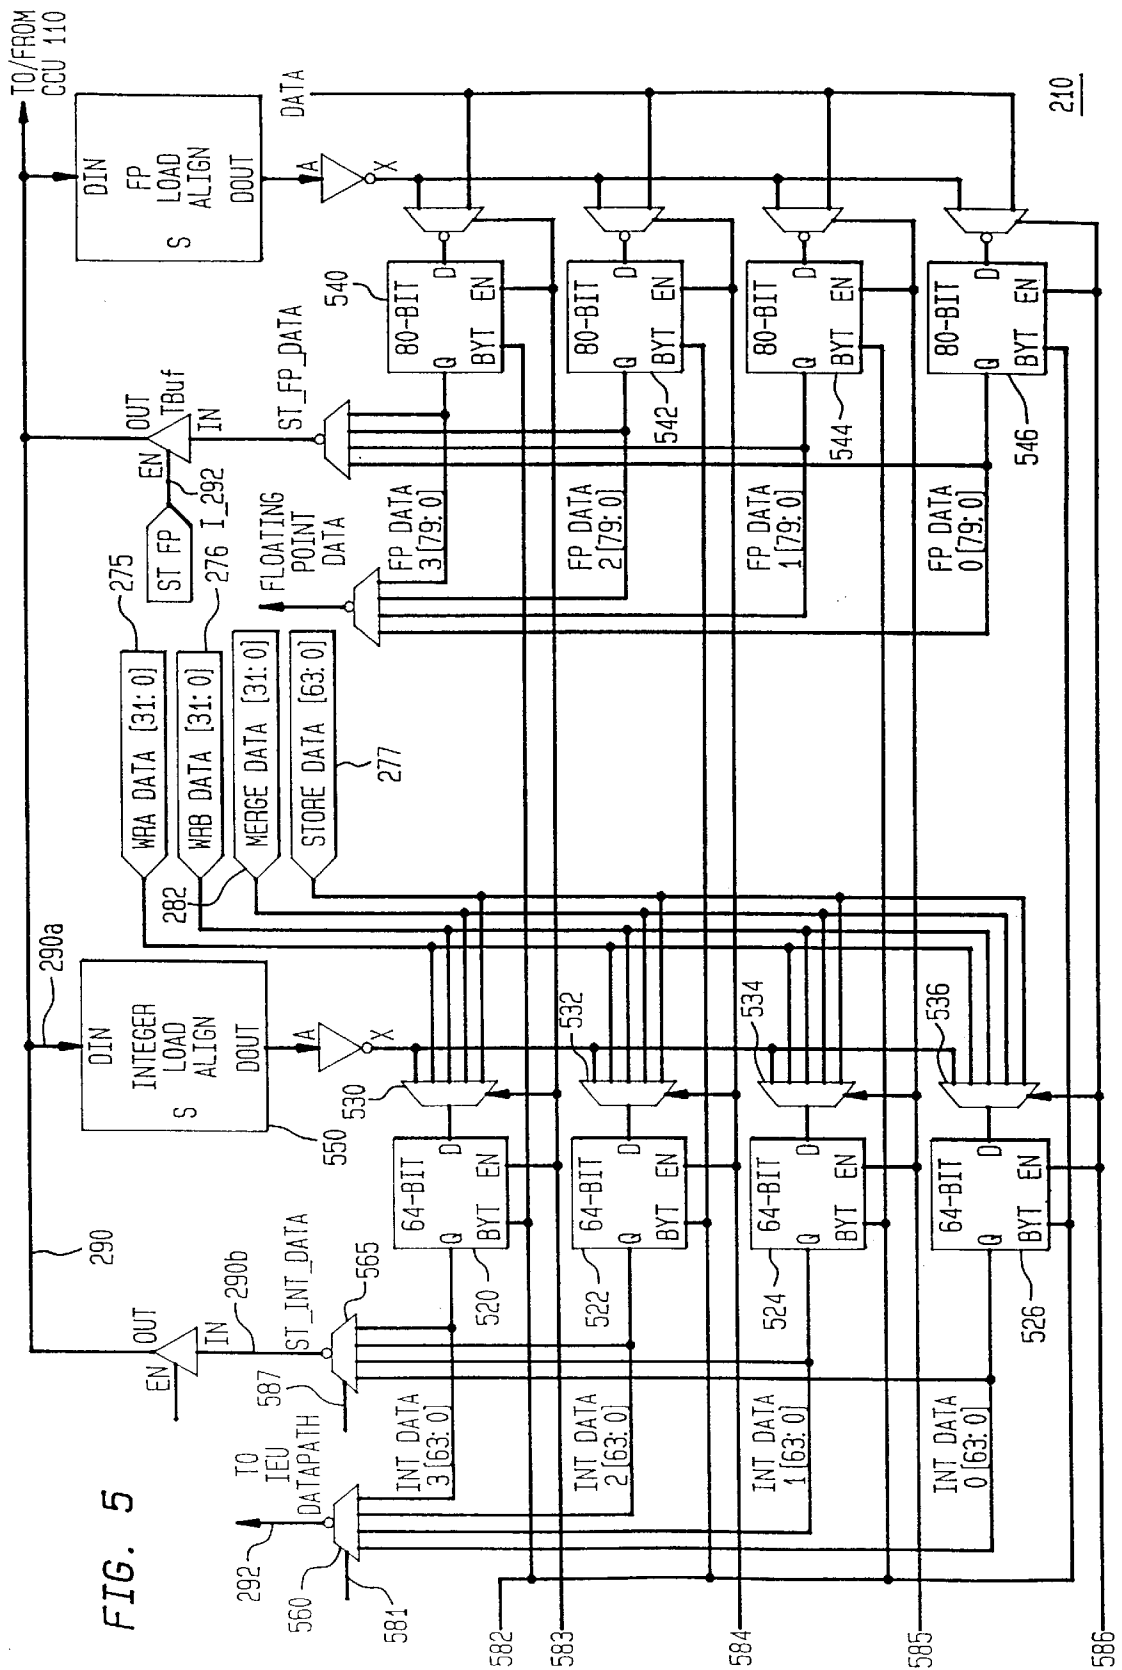 FIG. 5
TO/FROM
CCU 110
210
290
290a
290b
292
TO
IEU
DATAPATH
EN
OUT
IN
ST_INT_DATA
587
565
560
581
DIN
INTEGER
LOAD
ALIGN
S
DOUT
550
A
X
WRA DATA [31:0]
275
WRB DATA [31:0]
276
MERGE DATA [31:0]
282
STORE DATA [63:0]
277
ST FP
I_292
EN
OUT
TBuf
IN
ST_FP_DATA
FLOATING
POINT
DATA
DIN
FP
LOAD
ALIGN
S
DOUT
A
X
DATA
INT DATA
3[63:0]
64-BIT
Q
D
BYT
EN
520
530
FP DATA
3[79:0]
80-BIT
Q
D
BYT
EN
540
INT DATA
2[63:0]
64-BIT
Q
D
BYT
EN
522
532
FP DATA
2[79:0]
80-BIT
Q
D
BYT
EN
542
INT DATA
1[63:0]
64-BIT
Q
D
BYT
EN
524
534
FP DATA
1[79:0]
80-BIT
Q
D
BYT
EN
544
INT DATA
0[63:0]
64-BIT
Q
D
BYT
EN
526
536
FP DATA
0[79:0]
80-BIT
Q
D
BYT
EN
546
582
583
584
585
586